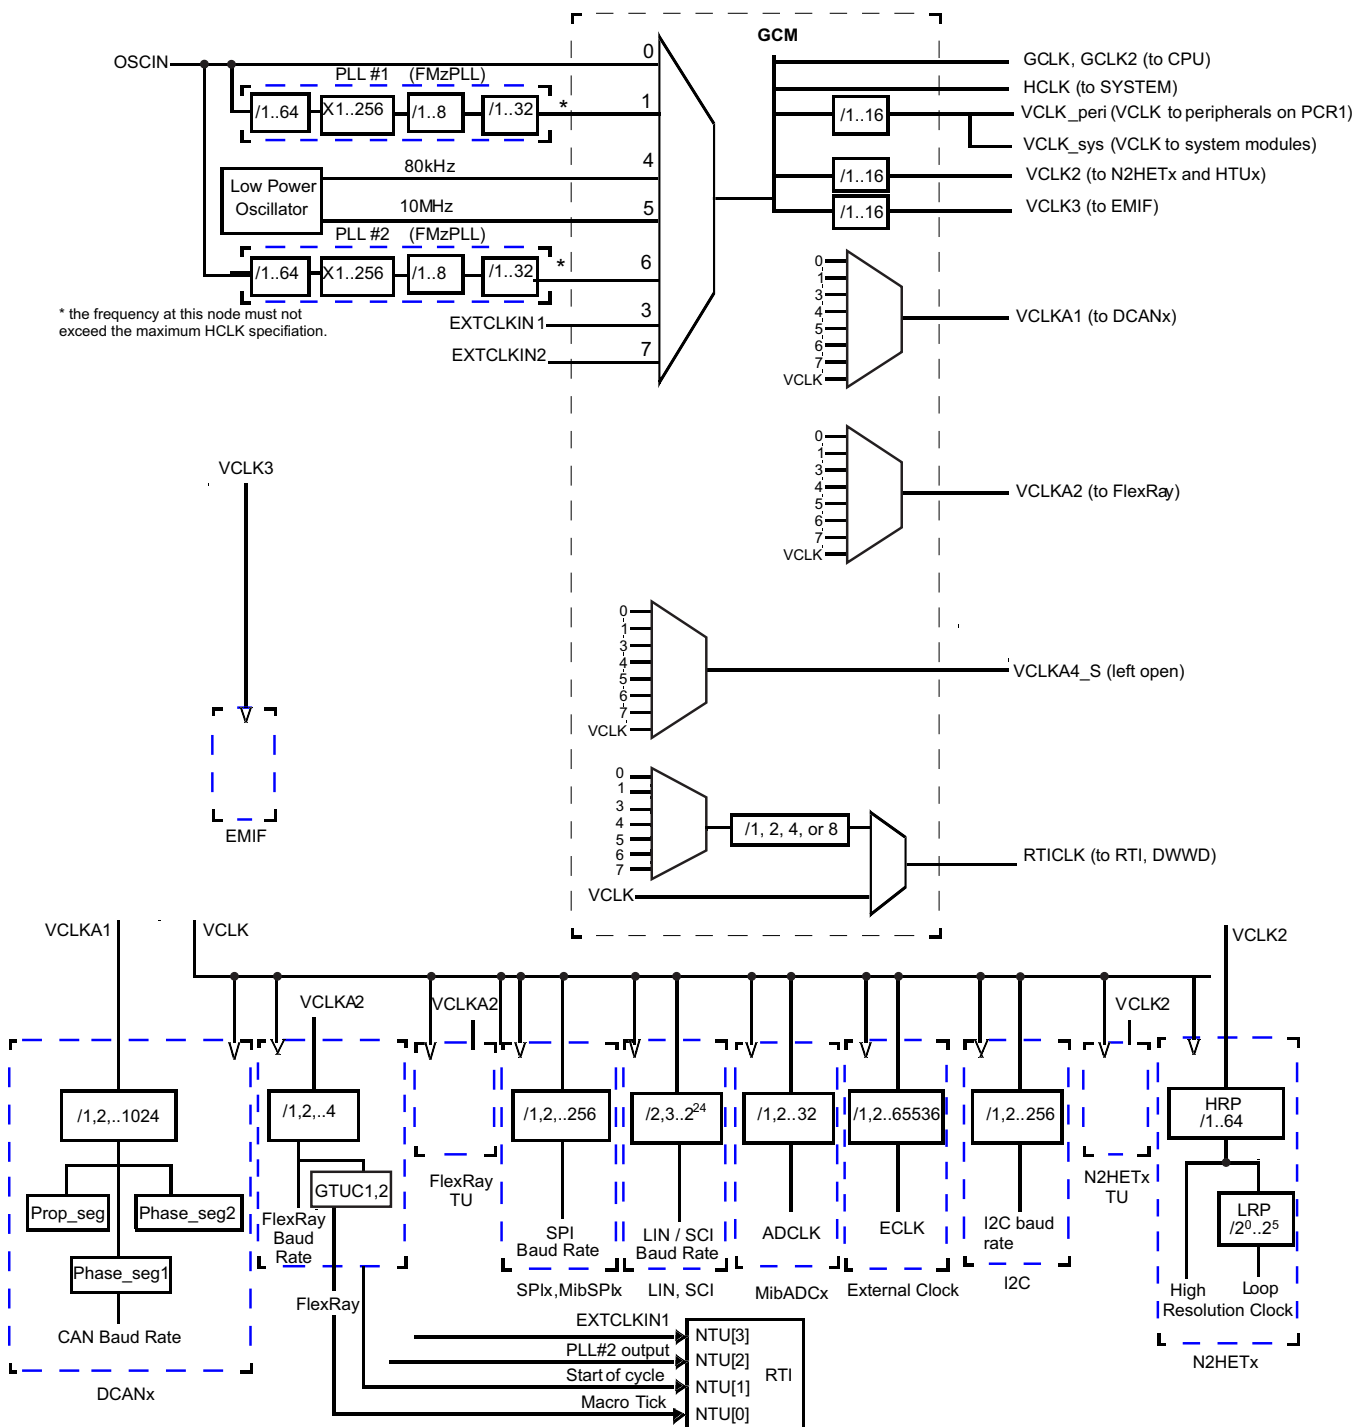 GCM
OSCIN
0
GCLK, GCLK2 (to CPU)
PLL #1 (FMzPLL)
HCLK (to SYSTEM)
/1..64
X1..256
/1..8
/1..32
*
1
/1..16
VCLK_peri (VCLK to peripherals on PCR1)
VCLK_sys (VCLK to system modules)
80kHz
4
/1..16
VCLK2 (to N2HETx and HTUx)
Low Power
Oscillator
10MHz
5
/1..16
VCLK3 (to EMIF)
PLL #2 (FMzPLL)
/1..64
X1..256
/1..8
/1..32
*
6
* the frequency at this node must not
exceed the maximum HCLK specifiation.
EXTCLKIN1
3
EXTCLKIN2
7
0
1
3
4
5
6
7
VCLK
VCLKA1 (to DCANx)
0
1
3
4
5
6
7
VCLK
VCLKA2 (to FlexRay)
VCLK3
EMIF
0
1
3
4
5
6
7
VCLK
VCLKA4_S (left open)
0
1
3
4
5
6
7
/1, 2, 4, or 8
VCLK
RTICLK (to RTI, DWWD)
VCLKA1
VCLK
VCLK2
VCLKA2
VCLKA2
VCLK2
/1,2,..1024
Prop_seg
Phase_seg2
Phase_seg1
CAN Baud Rate
DCANx
/1,2,..4
GTUC1,2
FlexRay
Baud
Rate
FlexRay
FlexRay
TU
/1,2,..256
SPI
Baud Rate
SPIx,MibSPIx
/2,3..2²⁴
LIN / SCI
Baud Rate
LIN, SCI
/1,2..32
ADCLK
MibADCx
/1,2..65536
ECLK
External Clock
/1,2..256
I2C baud
rate
I2C
N2HETx
TU
HRP
/1..64
LRP
/2⁰..2⁵
High
Loop
Resolution Clock
N2HETx
EXTCLKIN1
NTU[3]
PLL#2 output
NTU[2]
RTI
Start of cycle
NTU[1]
Macro Tick
NTU[0]